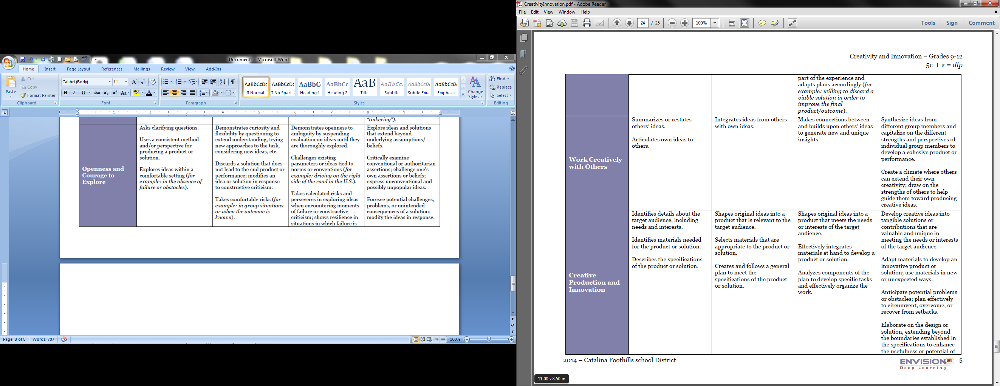 Document1 - Microsoft Word
Home Insert Page Layout References Mailings Review View Add-Ins
Paste
Cut
Copy
Format Painter
Clipboard
Calibri (Body) 11
Font
Paragraph
AaBbCcDc AaBbCcDc AaBbC AaBbCc AaB AaBbCc. AaBbCcDc AaBbCcDc
¶ Normal ¶ No Spaci... Heading 1 Heading 2 Title Subtitle Subtle Em... Emphasis
Change
Styles
Styles
Find
Replace
Select
Editing
1 2 3 4 5 6 7 8 9
"tinkering").
Openness and
Courage to
Explore
Asks clarifying questions.
Uses a consistent method
and/or perspective for
producing a product or
solution.
Explores ideas within a
comfortable setting (for
example: in the absence of
failure or obstacles).
Demonstrates curiosity and
flexibility by questioning to
extend understanding, trying
new approaches to the task,
considering new ideas, etc.
Discards a solution that does
not lead to the end product or
performance; modifies an
idea or solution in response
to constructive criticism.
Takes comfortable risks (for
example: in group situations
or when the outcome is
known).
Demonstrates openness to
ambiguity by suspending
evaluation on ideas until they
are thoroughly explored.
Challenges existing
parameters or ideas tied to
norms or conventions (for
example: driving on the right
side of the road in the U.S.).
Takes calculated risks and
perseveres in exploring ideas
when encountering moments
of failure or constructive
criticism; shows resilience in
situations in which failure is
Explore ideas and solutions
that extend beyond
underlying assumptions/
beliefs.
Critically examine
conventional or authoritarian
assertions; challenge one's
own assertions or beliefs;
express unconventional and
possibly unpopular ideas.
Foresee potential challenges,
problems, or unintended
consequences of a solution;
modify the ideas in response.
Page: 8 of 8 Words: 707
100%
CreativityInnovation.pdf - Adobe Reader
File Edit View Window Help
24 / 25 100% Tools Sign Comment
Creativity and Innovation – Grades 9-12
5c + s = dlp
part of the experience and
adapts plans accordingly (for
example: willing to discard a
viable solution in order to
improve the final
product/outcome).
Work Creatively
with Others
Summarizes or restates
others' ideas.
Articulates own ideas to
others.
Integrates ideas from others
with own ideas.
Makes connections between
and builds upon others' ideas
to generate new and unique
insights.
Synthesize ideas from
different group members and
capitalize on the different
strengths and perspectives of
individual group members to
develop a cohesive product or
performance.
Create a climate where others
can extend their own
creativity; draw on the
strengths of others to help
guide them toward producing
creative ideas.
Creative
Production and
Innovation
Identifies details about the
target audience, including
needs and interests.
Identifies materials needed
for the product or solution.
Describes the specifications
of the product or solution.
Shapes original ideas into a
product that is relevant to the
target audience.
Selects materials that are
appropriate to the product or
solution.
Creates and follows a general
plan to meet the
specifications of the product
or solution.
Shapes original ideas into a
product that meets the needs
or interests of the target
audience.
Effectively integrates
materials at hand to develop a
product or solution.
Analyzes components of the
plan to develop specific tasks
and effectively organize the
work.
Develop creative ideas into
tangible solutions or
contributions that are
valuable and unique in
meeting the needs or interests
of the target audience.
Adapt materials to develop an
innovative product or
solution; use materials in new
or unexpected ways.
Anticipate potential problems
or obstacles; plan effectively
to circumvent, overcome, or
recover from setbacks.
Elaborate on the design or
solution, extending beyond
the boundaries established in
the specifications to enhance
the usefulness or potential of
2014 – Catalina Foothills school District
ENVISION21
Deep Learning
5
11.00 x 8.50 in